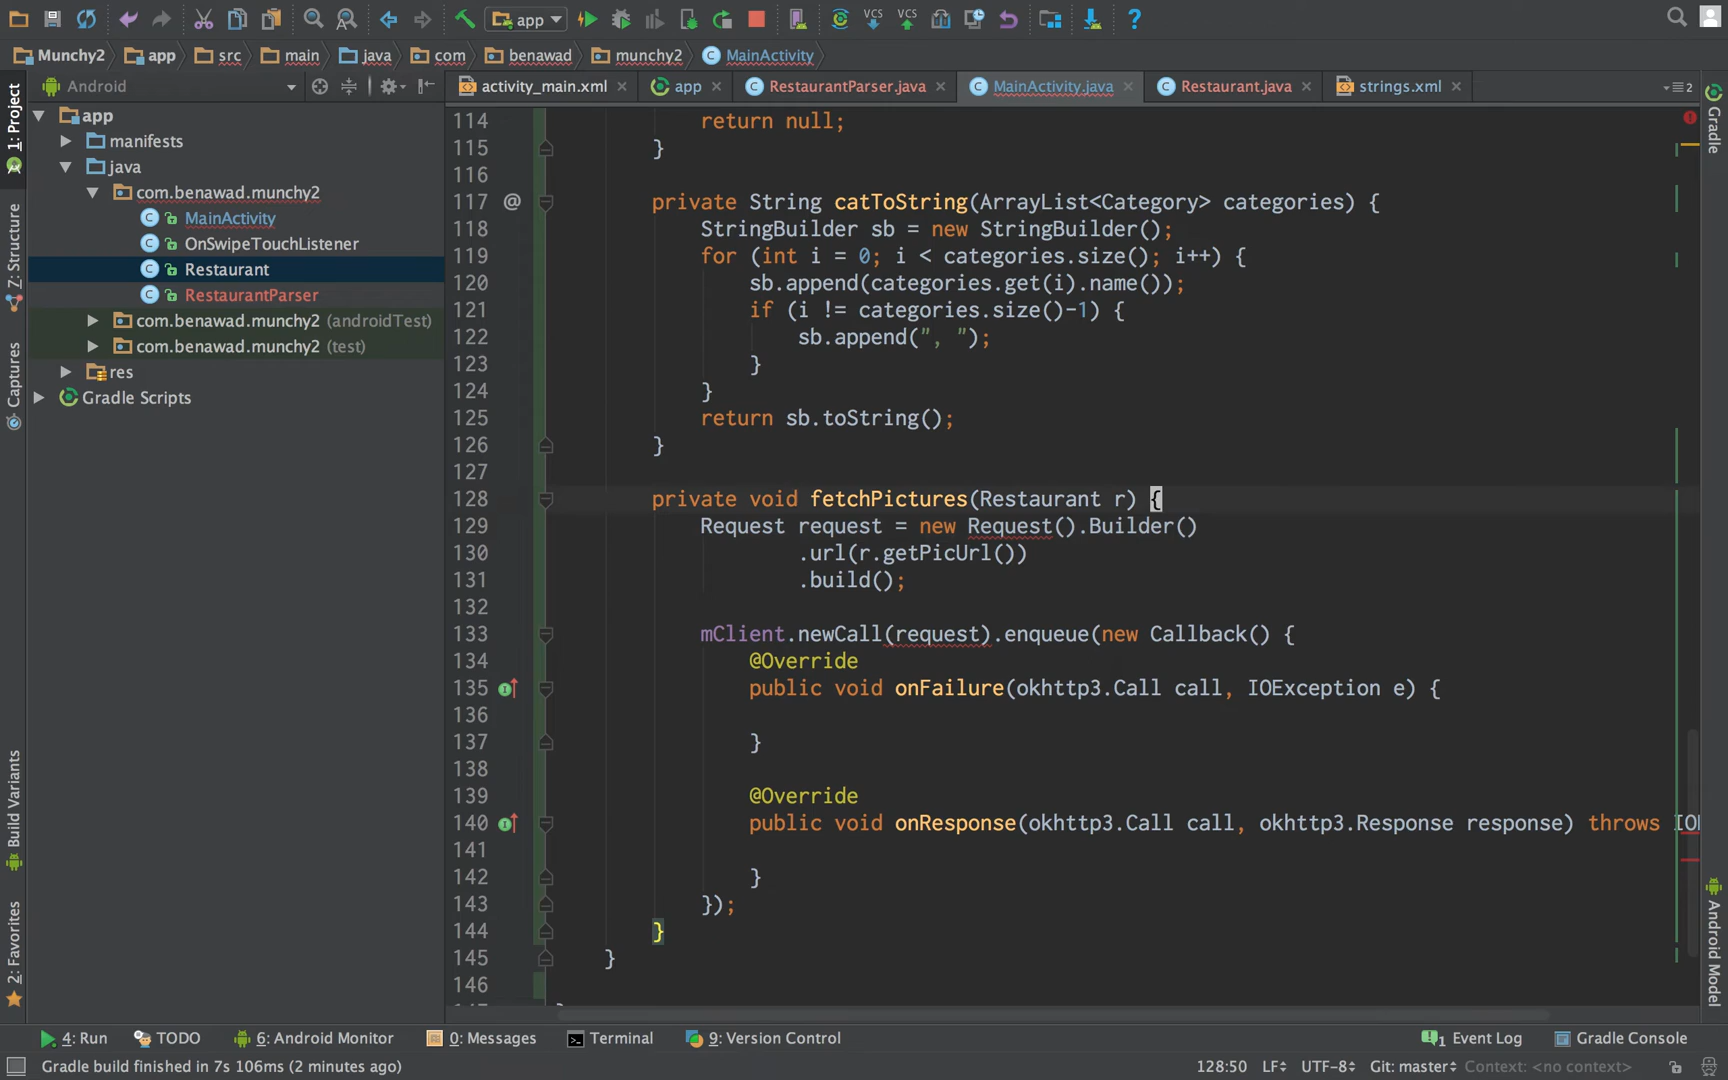 app
Munchy2 app src main java com benawad munchy2 MainActivity
Android
activity_main.xml app RestaurantParser.java MainActivity.java Restaurant.java strings.xml 2
1: Project
7: Structure
Captures
Build Variants
2: Favorites
app
manifests
java
com.benawad.munchy2
MainActivity
OnSwipeTouchListener
Restaurant
RestaurantParser
com.benawad.munchy2 (androidTest)
com.benawad.munchy2 (test)
res
Gradle Scripts
114 return null;
115 }
116
117 @ private String catToString(ArrayList<Category> categories) {
118 StringBuilder sb = new StringBuilder();
119 for (int i = 0; i < categories.size(); i++) {
120 sb.append(categories.get(i).name());
121 if (i != categories.size()-1) {
122 sb.append(", ");
123 }
124 }
125 return sb.toString();
126 }
127
128 private void fetchPictures(Restaurant r) {
129 Request request = new Request().Builder()
130 .url(r.getPicUrl())
131 .build();
132
133 mClient.newCall(request).enqueue(new Callback() {
134 @Override
135 public void onFailure(okhttp3.Call call, IOException e) {
136
137 }
138
139 @Override
140 public void onResponse(okhttp3.Call call, okhttp3.Response response) throws IO
141
142 }
143 });
144 }
145 }
146
Gradle
Android Model
4: Run TODO 6: Android Monitor 0: Messages Terminal 9: Version Control 1 Event Log Gradle Console
Gradle build finished in 7s 106ms (2 minutes ago) 128:50 LF UTF-8 Git: master Context: <no context>